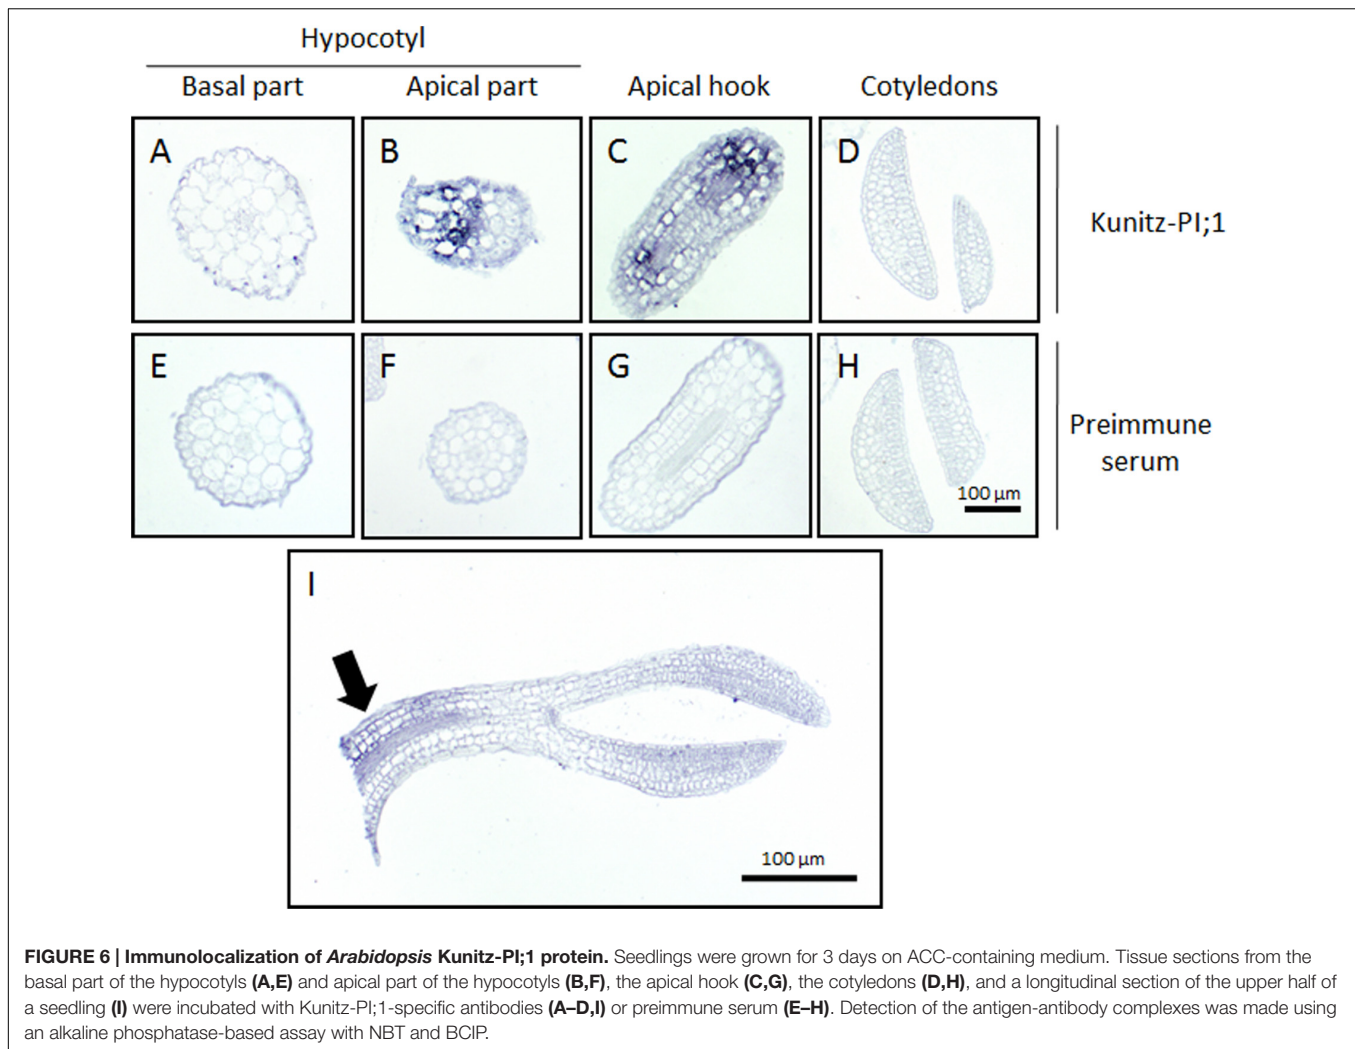 Hypocotyl
Basal part
Apical part
Apical hook
Cotyledons
A
B
C
D
Kunitz-PI;1
E
F
G
H
Preimmune
serum
100 µm
I
100 µm
FIGURE 6 | Immunolocalization of Arabidopsis Kunitz-PI;1 protein. Seedlings were grown for 3 days on ACC-containing medium. Tissue sections from the
basal part of the hypocotyls (A,E) and apical part of the hypocotyls (B,F), the apical hook (C,G), the cotyledons (D,H), and a longitudinal section of the upper half of
a seedling (I) were incubated with Kunitz-PI;1-specific antibodies (A–D,I) or preimmune serum (E–H). Detection of the antigen-antibody complexes was made using
an alkaline phosphatase-based assay with NBT and BCIP.